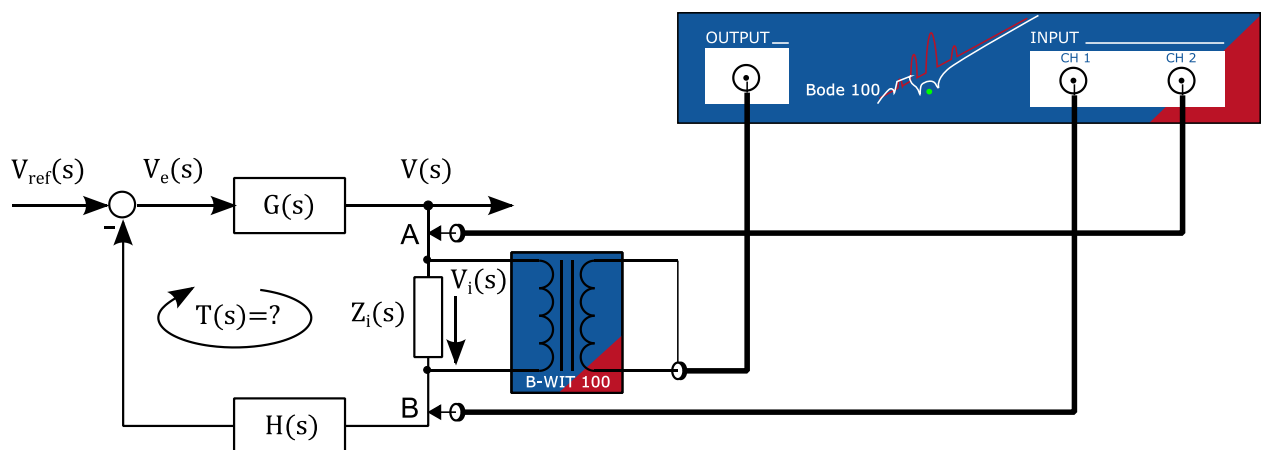 OUTPUT
INPUT
CH 1
CH 2
Bode 100
V_ref(s)
V_e(s)
G(s)
V(s)
-
A
V_i(s)
Z_i(s)
T(s)=?
B-WIT 100
B
H(s)